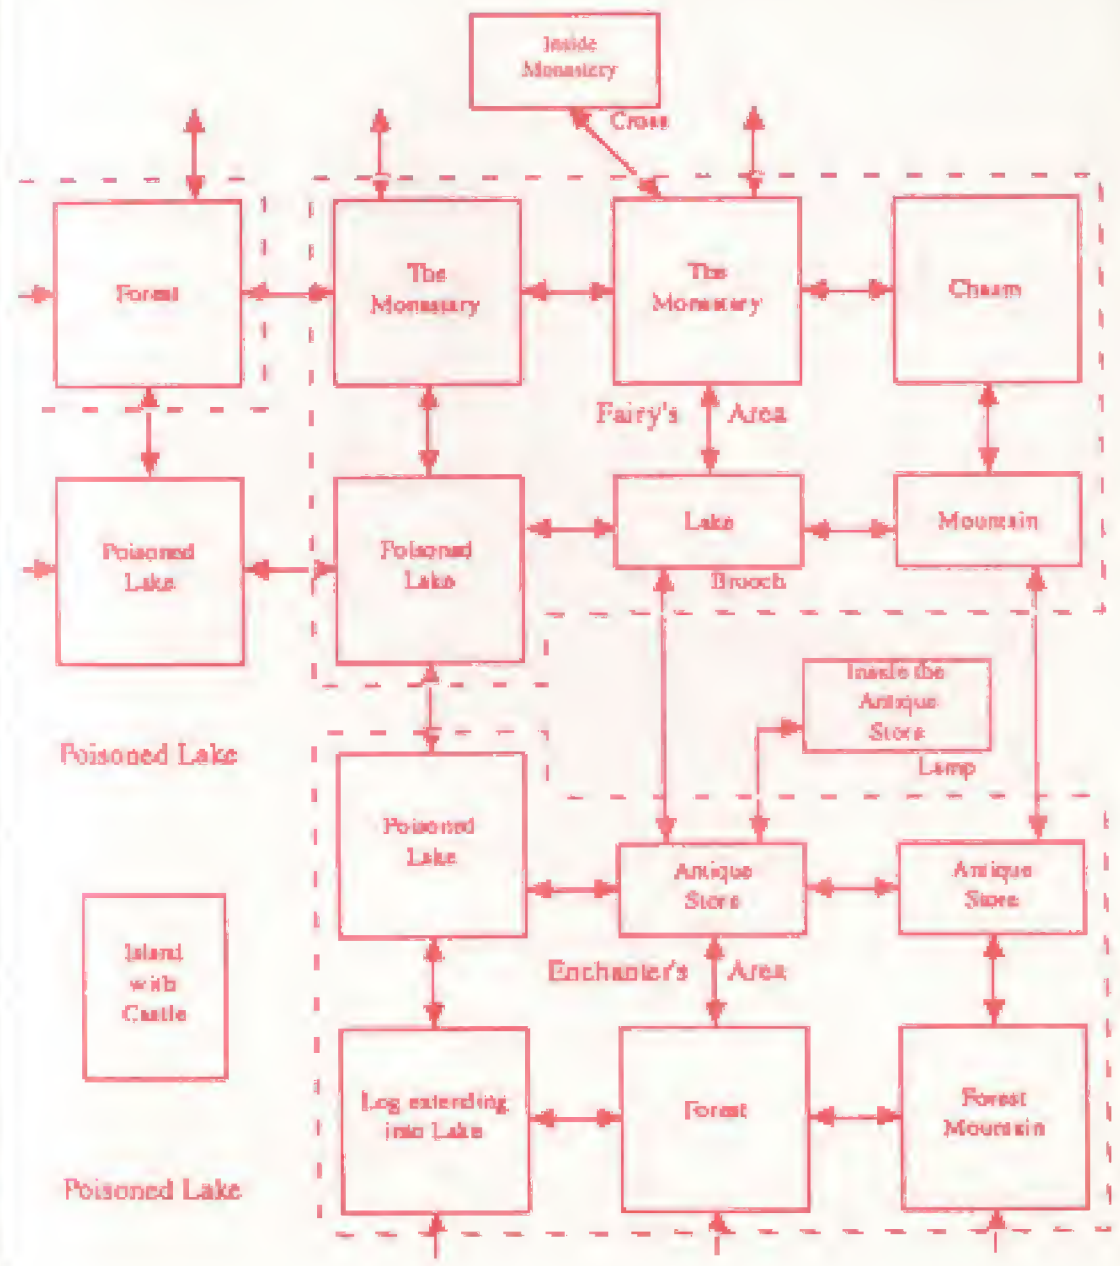 Inside
Monastery
Cross
Forest
The
Monastary
The
Monastery
Chasm
Fairy's Area
Poisoned
Lake
Poisoned
Lake
Lake
Mountain
Brooch
Inside the
Antique
Store
Lamp
Poisoned Lake
Poisoned
Lake
Antique
Store
Antique
Store
Island
with
Castle
Enchanter's Area
Log extending
into Lake
Forest
Forest
Mountain
Poisoned Lake